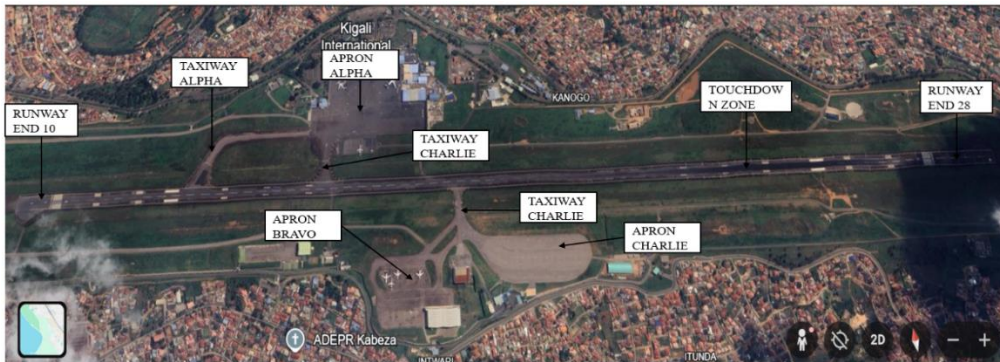 Kigali
International
TAXIWAY
ALPHA
APRON
ALPHA
KANOGO
TOUCHDOW
N ZONE
RUNWAY
END 28
RUNWAY
END 10
TAXIWAY
CHARLIE
TAXIWAY
CHARLIE
APRON
BRAVO
APRON
CHARLIE
ADEPR Kabeza
INTWARI
ITUNDA
2D